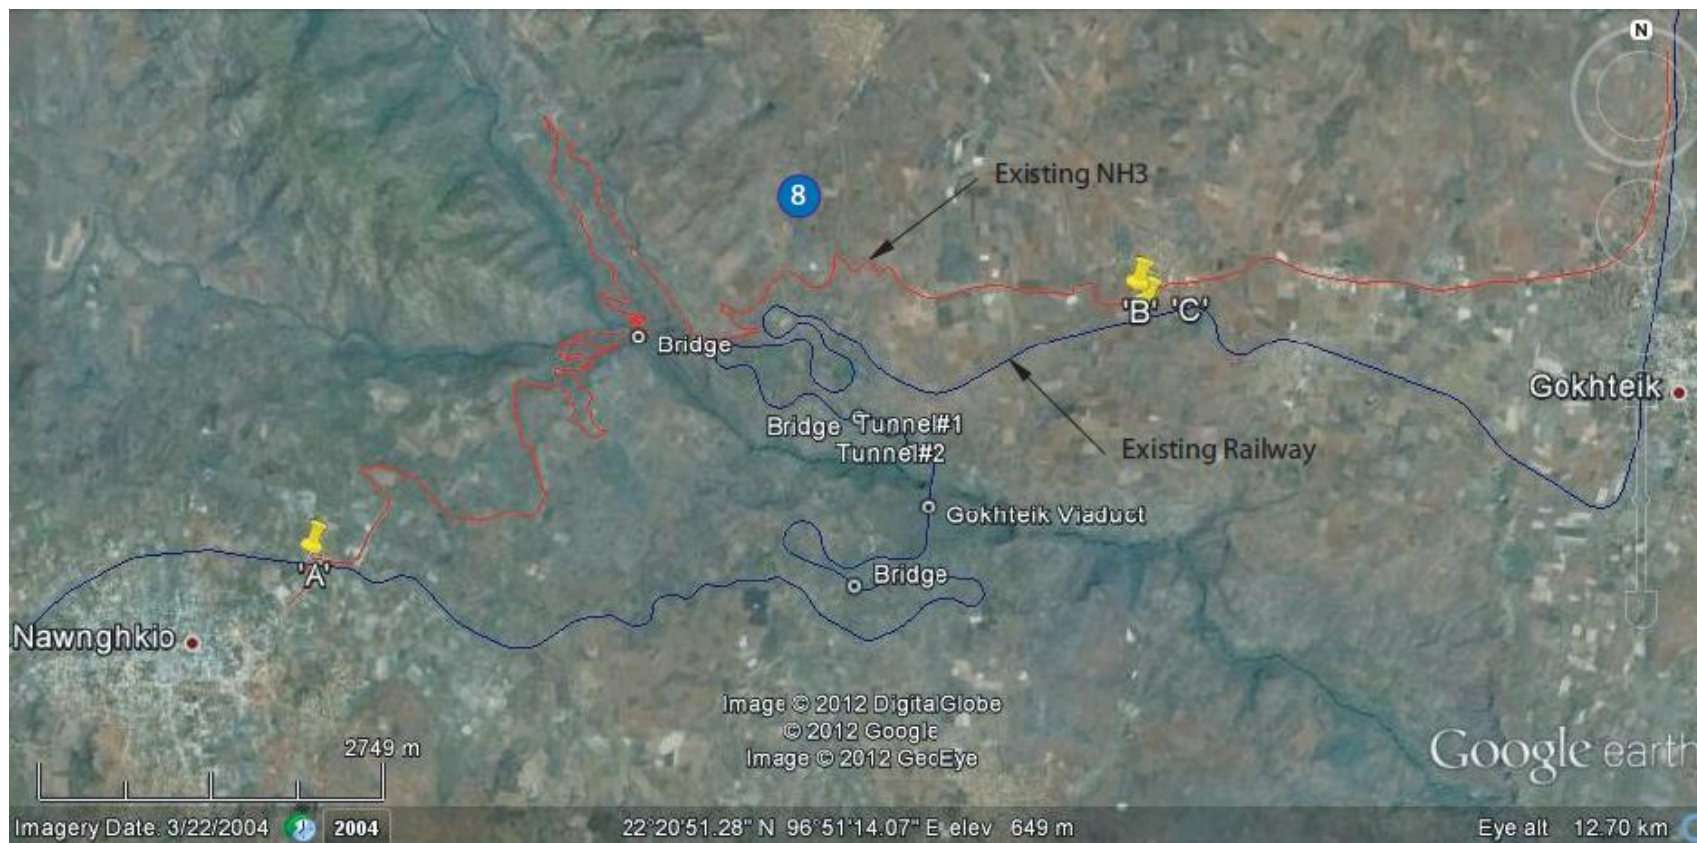 N
Existing NH3
8
'B' 'C'
Bridge
Gokhteik
Bridge Tunnel#1
Tunnel#2
Existing Railway
Gokhteik Viaduct
'A'
Bridge
Nawnghkio
Image © 2012 DigitalGlobe
© 2012 Google
Image © 2012 GeoEye
2749 m
Google earth
Imagery Date: 3/22/2004
2004
22°20'51.28" N 96°51'14.07" E elev 649 m
Eye alt 12.70 km